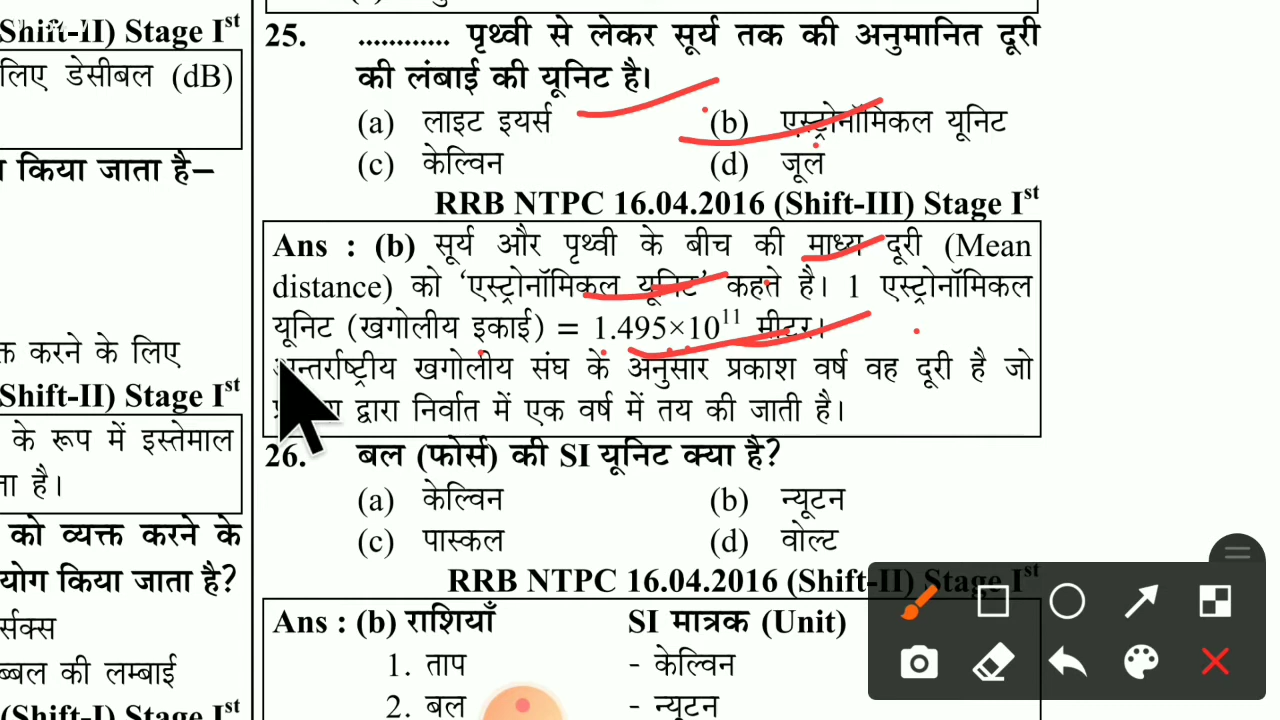 Shift-II) Stage Iˢᵗ
लिए डेसीबल (dB)
किया जाता है–
करने के लिए
Shift-II) Stage Iˢᵗ
के रूप में इस्तेमाल
है।
को व्यक्त करने के
किया जाता है?
की लम्बाई
(Shift-I) Stage Iˢᵗ
25. ............ पृथ्वी से लेकर सूर्य तक की अनुमानित दूरी
की लंबाई की यूनिट है।
(a) लाइट इयर्स (b) एस्ट्रोनॉमिकल यूनिट
(c) केल्विन (d) जूल
RRB NTPC 16.04.2016 (Shift-III) Stage Iˢᵗ
Ans : (b) सूर्य और पृथ्वी के बीच की माध्य दूरी (Mean
distance) को ‘एस्ट्रोनॉमिकल यूनिट’ कहते है। 1 एस्ट्रोनॉमिकल
यूनिट (खगोलीय इकाई) = 1.495×10¹¹ मीटर।
अन्तर्राष्ट्रीय खगोलीय संघ के अनुसार प्रकाश वर्ष वह दूरी है जो
द्वारा निर्वात में एक वर्ष में तय की जाती है।
26. बल (फोर्स) की SI यूनिट क्या है?
(a) केल्विन (b) न्यूटन
(c) पास्कल (d) वोल्ट
RRB NTPC 16.04.2016 (Shift-II) Stage Iˢᵗ
Ans : (b) राशियाँ SI मात्रक (Unit)
1. ताप - केल्विन
2. बल - न्यूटन